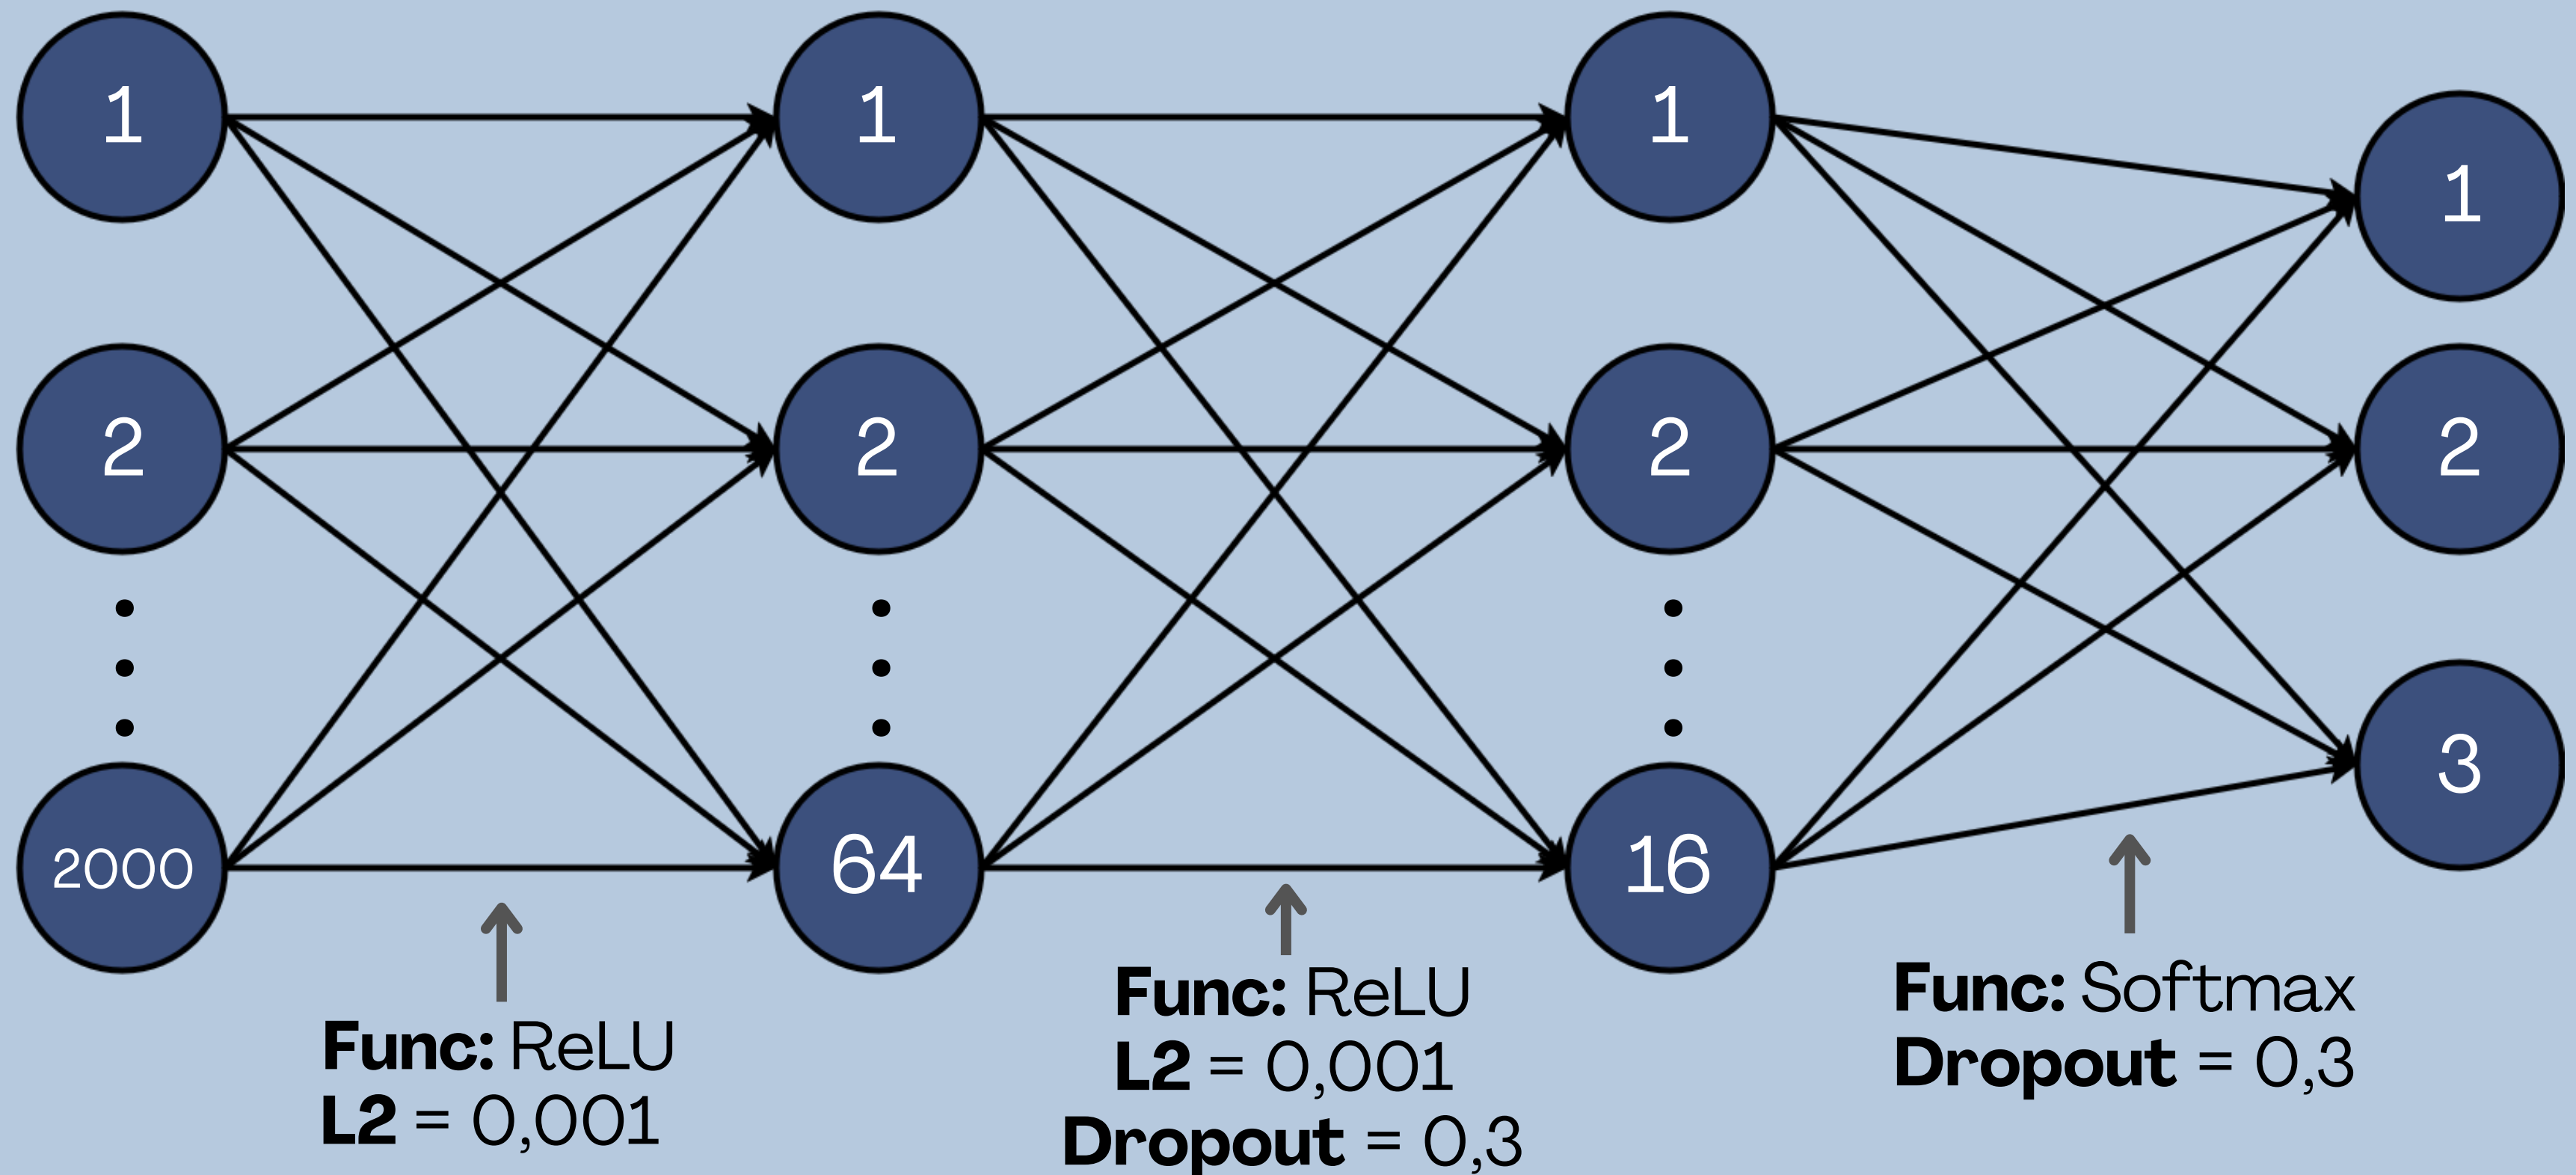 1
1
1
1
2
2
2
2
3
2000
64
16
Func: ReLU
L2 = 0,001
Func: ReLU
L2 = 0,001
Dropout = 0,3
Func: Softmax
Dropout = 0,3